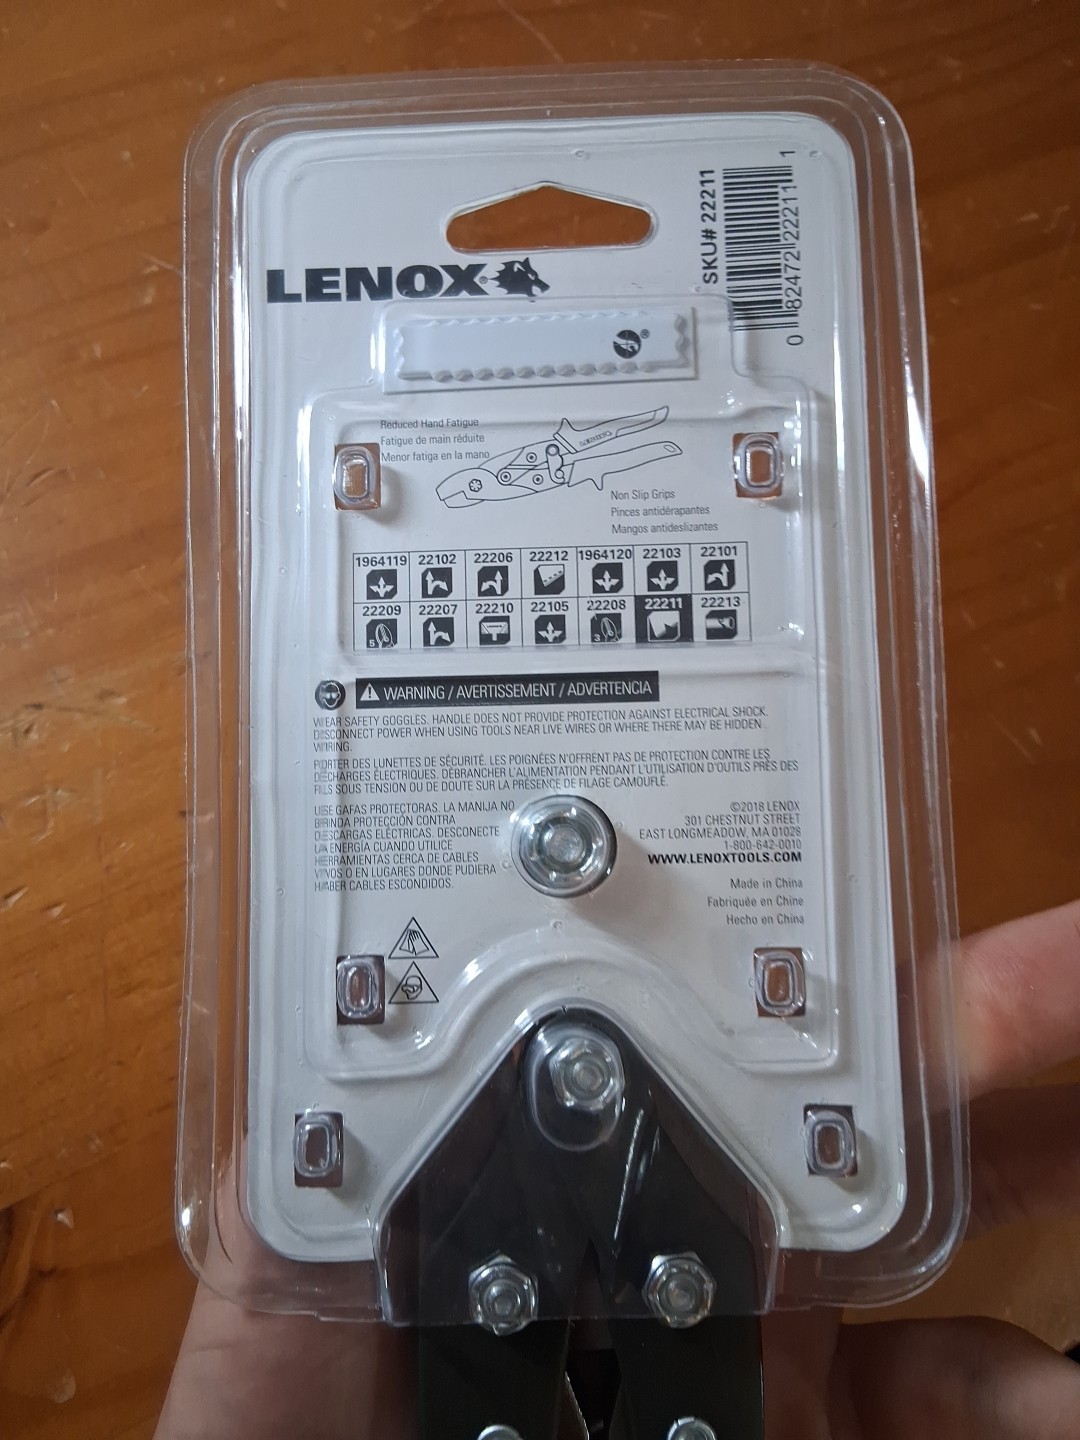 LENOX
SKU# 22211
0 82472 22211 1
Reduced Hand Fatigue
Fatigue de main réduite
Menor fatiga en la mano
Non Slip Grips
Pinces antidérapantes
Mangos antideslizantes
1964119 22102 22206 22212 1964120 22103 22101
22209 22207 22210 22105 22208 22211 22213
5
3
WARNING / AVERTISSEMENT / ADVERTENCIA
WEAR SAFETY GOGGLES. HANDLE DOES NOT PROVIDE PROTECTION AGAINST ELECTRICAL SHOCK.
DISCONNECT POWER WHEN USING TOOLS NEAR LIVE WIRES OR WHERE THERE MAY BE HIDDEN
WIRING.
PORTER DES LUNETTES DE SÉCURITÉ. LES POIGNÉES N'OFFRENT PAS DE PROTECTION CONTRE LES
DÉCHARGES ÉLECTRIQUES. DÉBRANCHER L'ALIMENTATION PENDANT L'UTILISATION D'OUTILS PRÈS DES
FILS SOUS TENSION OU DE DOUTE SUR LA PRÉSENCE DE FILAGE CAMOUFLÉ.
USE GAFAS PROTECTORAS. LA MANIJA NO
BRINDA PROTECCIÓN CONTRA
DESCARGAS ELÉCTRICAS. DESCONECTE
LA ENERGÍA CUANDO UTILICE
HERRAMIENTAS CERCA DE CABLES
VIVOS O EN LUGARES DONDE PUDIERA
HABER CABLES ESCONDIDOS.
©2018 LENOX
301 CHESTNUT STREET
EAST LONGMEADOW, MA 01028
1-800-642-0010
WWW.LENOXTOOLS.COM
Made in China
Fabriquée en Chine
Hecho en China